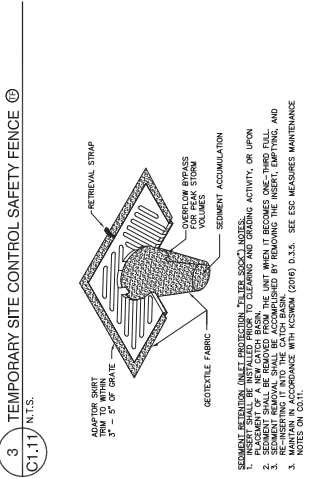 3
C1.11
TEMPORARY SITE CONTROL SAFETY FENCE TF
N.T.S.
RETRIEVAL STRAP
ADAPTOR SKIRT
TRIM TO WITHIN
3" - 5" OF GRATE
OVERFLOW BYPASS
FOR PEAK STORM
VOLUMES
SEDIMENT ACCUMULATION
GEOTEXTILE FABRIC
SEDIMENT RETENTION (INLET PROTECTION "FILTER SOCK") NOTES:
1. INSERT SHALL BE INSTALLED PRIOR TO CLEARING AND GRADING ACTIVITY, OR UPON
PLACEMENT OF A NEW CATCH BASIN.
2. SEDIMENT SHALL BE REMOVED FROM THE UNIT WHEN IT BECOMES ONE-THIRD FULL.
3. SEDIMENT REMOVAL SHALL BE ACCOMPLISHED BY REMOVING THE INSERT, EMPTYING, AND
RE-INSERTING IT INTO THE CATCH BASIN.
3. MAINTAIN IN ACCORDANCE WITH KCSWDM (2016) D.3.5. SEE ESC MEASURES MAINTENANCE
NOTES ON C0.11.